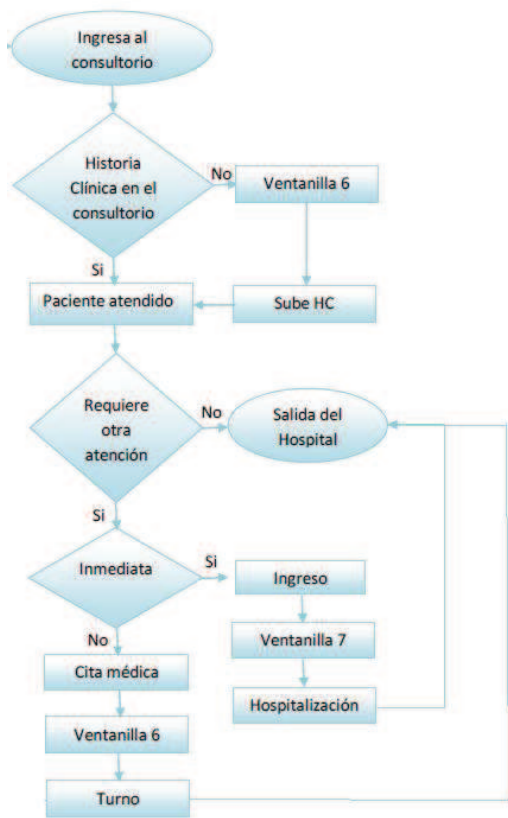 Ingresa al
consultorio
Historia
Clínica en el
consultorio
No
Ventanilla 6
Si
Paciente atendido
Sube HC
Requiere
otra
atención
No
Salida del
Hospital
Si
Inmediata
Si
Ingreso
No
Ventanilla 7
Cita médica
Hospitalización
Ventanilla 6
Turno